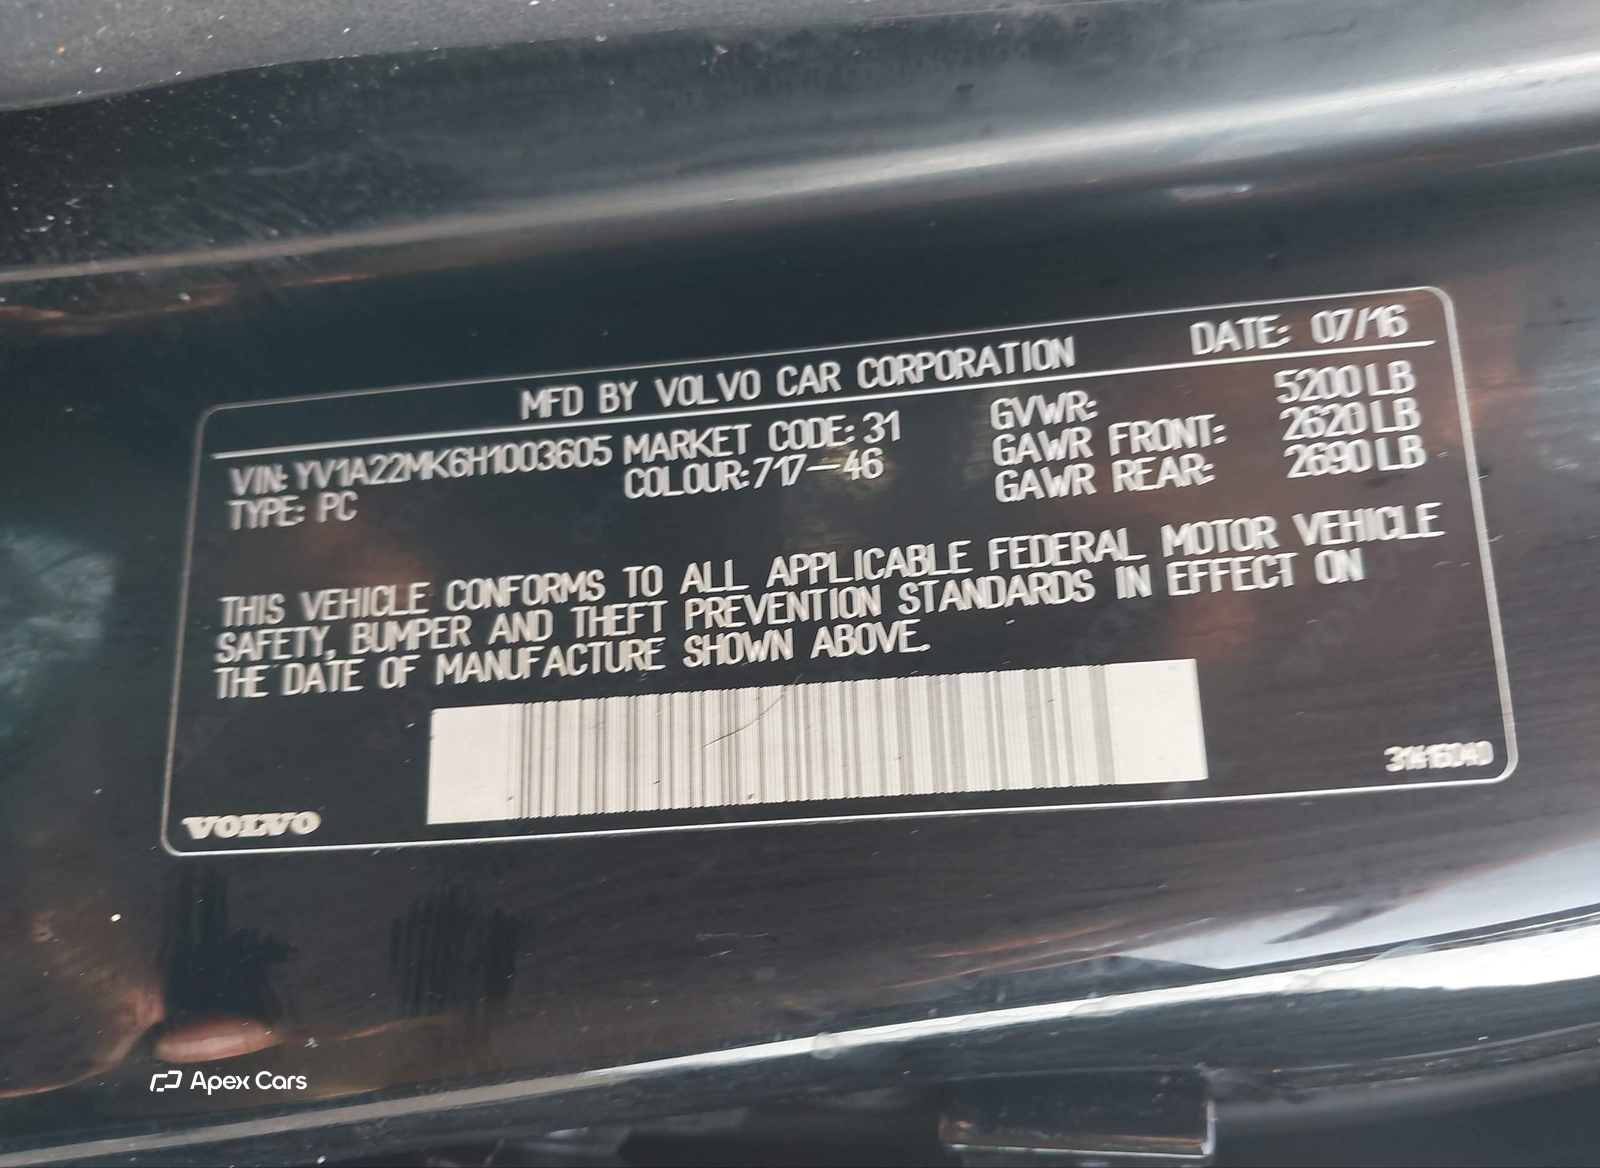 MFD BY VOLVO CAR CORPORATION DATE: 07/16
VIN: YV1A22MK6H1003605 MARKET CODE: 31 GVWR: 5200 LB
TYPE: PC COLOUR: 717-46 GAWR FRONT: 2620 LB
GAWR REAR: 2690 LB
THIS VEHICLE CONFORMS TO ALL APPLICABLE FEDERAL MOTOR VEHICLE
SAFETY, BUMPER AND THEFT PREVENTION STANDARDS IN EFFECT ON
THE DATE OF MANUFACTURE SHOWN ABOVE.
31416040
VOLVO
Apex Cars